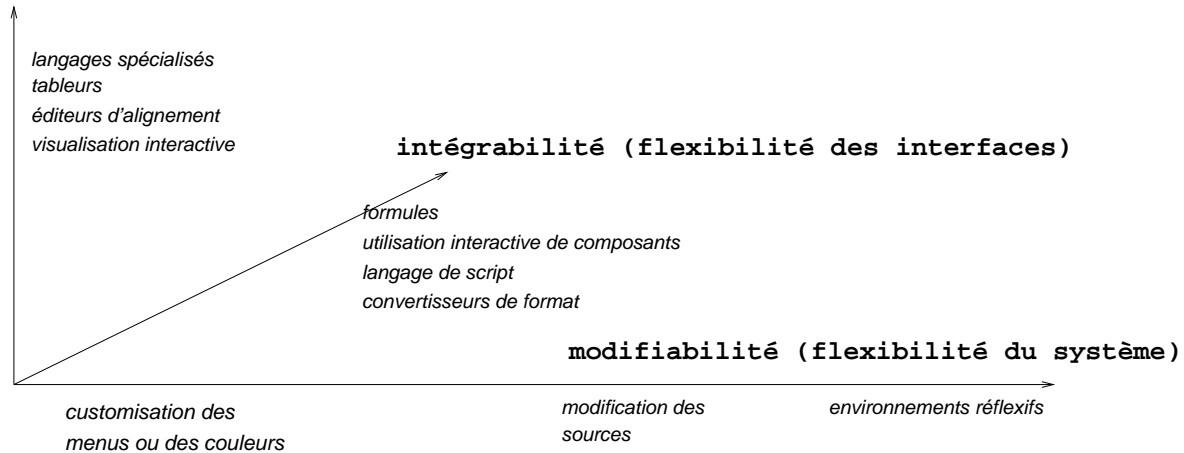 langages spécialisés
tableurs
éditeurs d'alignement
visualisation interactive
intégrabilité (flexibilité des interfaces)
formules
utilisation interactive de composants
langage de script
convertisseurs de format
modifiabilité (flexibilité du système)
customisation des
menus ou des couleurs
modification des
sources
environnements réflexifs